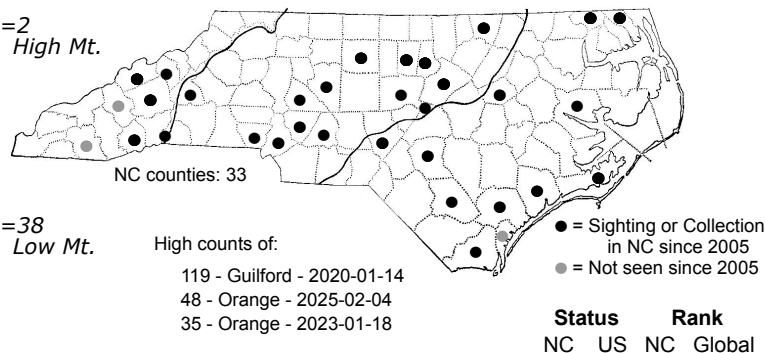 =2
High Mt.
NC counties: 33
=38
Low Mt.
High counts of:
119 - Guilford - 2020-01-14
48 - Orange - 2025-02-04
35 - Orange - 2023-01-18
● = Sighting or Collection
in NC since 2005
● = Not seen since 2005
Status Rank
NC US NC Global